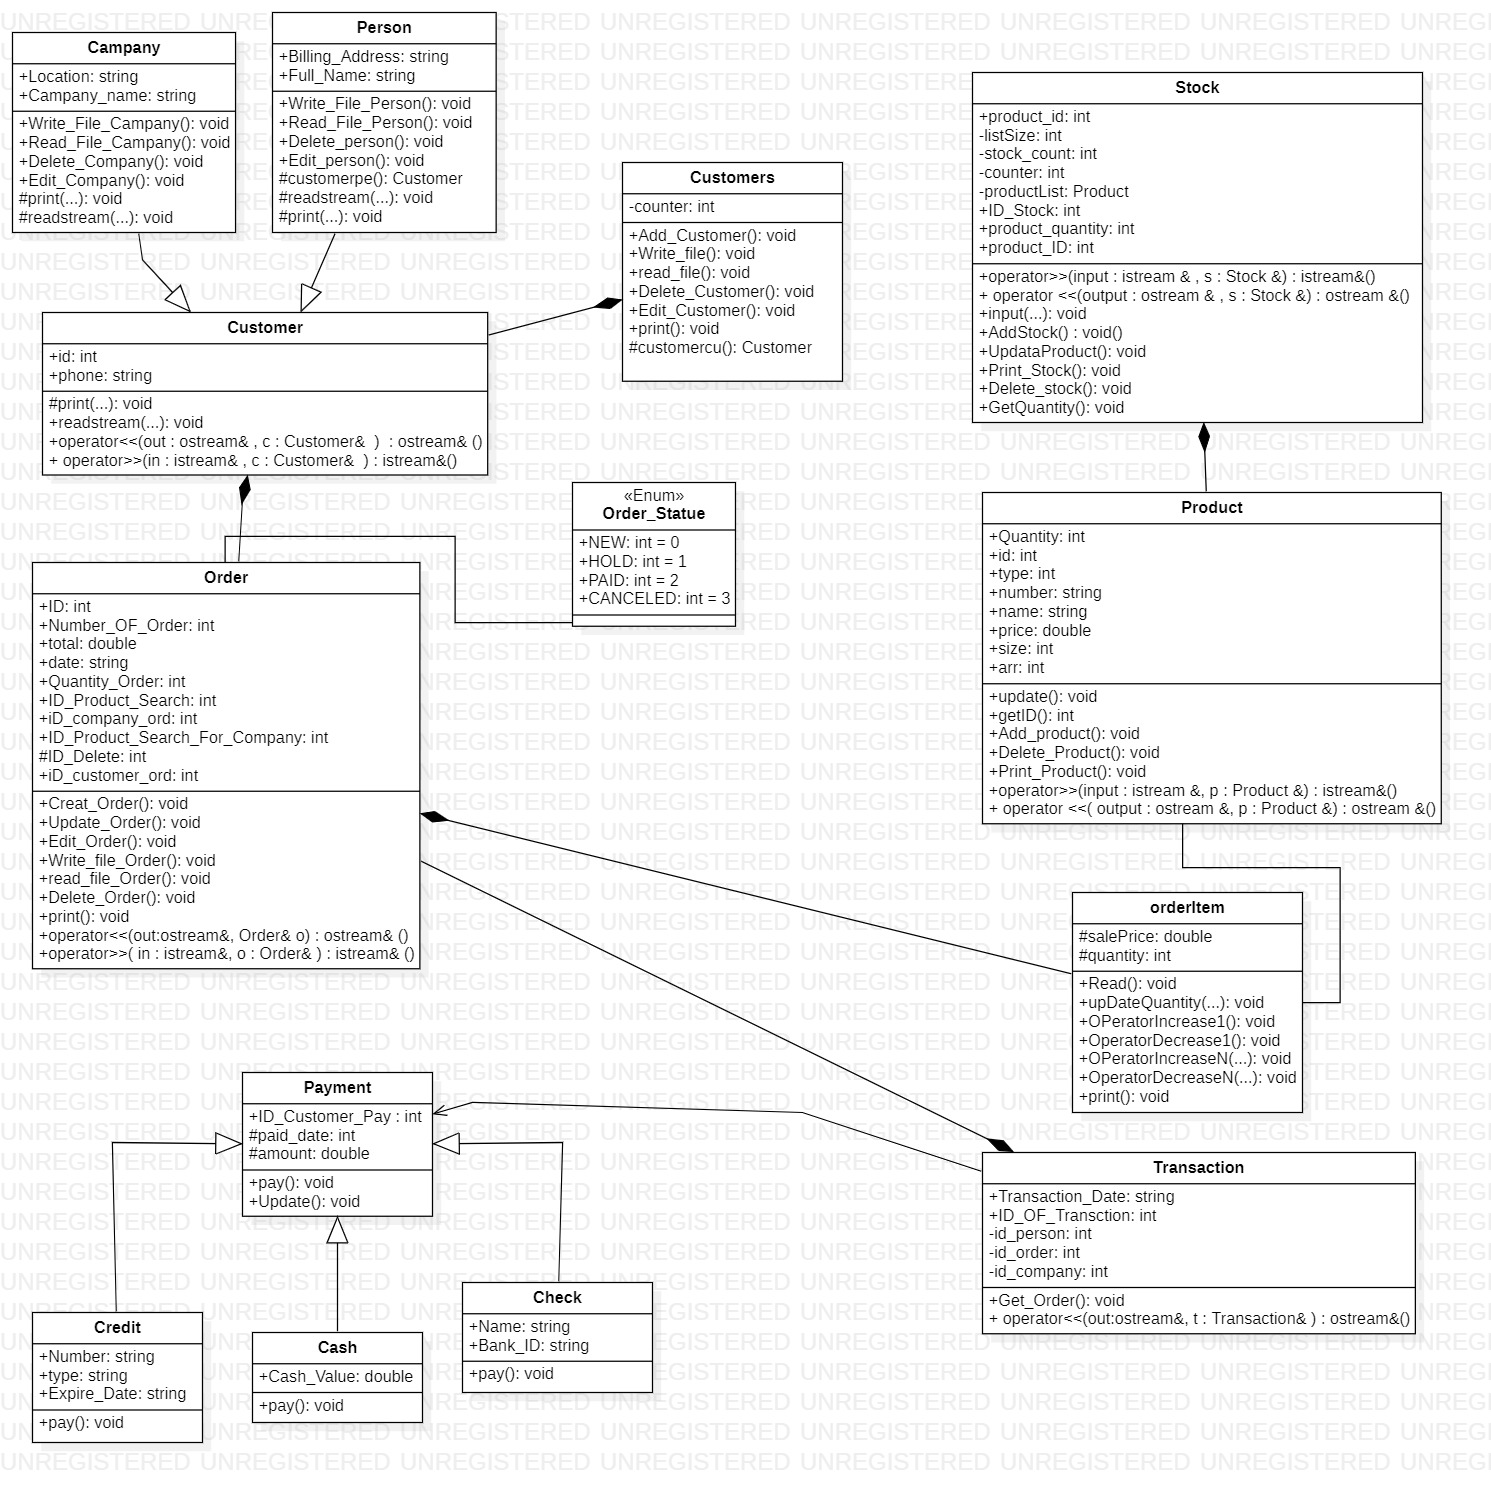 Campany
+Location: string
+Campany_name: string
+Write_File_Campany(): void
+Read_File_Campany(): void
+Delete_Company(): void
+Edit_Company(): void
#print(...): void
#readstream(...): void
Person
+Billing_Address: string
+Full_Name: string
+Write_File_Person(): void
+Read_File_Person(): void
+Delete_person(): void
+Edit_person(): void
#customerpe(): Customer
#readstream(...): void
#print(...): void
Customers
-counter: int
+Add_Customer(): void
+Write_file(): void
+read_file(): void
+Delete_Customer(): void
+Edit_Customer(): void
+print(): void
#customercu(): Customer
Stock
+product_id: int
-listSize: int
-stock_count: int
-counter: int
-productList: Product
+ID_Stock: int
+product_quantity: int
+product_ID: int
+operator>>(input : istream & , s : Stock &) : istream&()
+ operator <<(output : ostream & , s : Stock &) : ostream &()
+input(...): void
+AddStock() : void()
+UpdataProduct(): void
+Print_Stock(): void
+Delete_stock(): void
+GetQuantity(): void
Customer
+id: int
+phone: string
#print(...): void
+readstream(...): void
+operator<<(out : ostream& , c : Customer& ) : ostream& ()
+ operator>>(in : istream& , c : Customer& ) : istream&()
«Enum»
Order_Statue
+NEW: int = 0
+HOLD: int = 1
+PAID: int = 2
+CANCELED: int = 3
Product
+Quantity: int
+id: int
+type: int
+number: string
+name: string
+price: double
+size: int
+arr: int
+update(): void
+getID(): int
+Add_product(): void
+Delete_Product(): void
+Print_Product(): void
+operator>>(input : istream &, p : Product &) : istream&()
+ operator <<( output : ostream &, p : Product &) : ostream &()
Order
+ID: int
+Number_OF_Order: int
+total: double
+date: string
+Quantity_Order: int
+ID_Product_Search: int
+iD_company_ord: int
+ID_Product_Search_For_Company: int
#ID_Delete: int
+iD_customer_ord: int
+Creat_Order(): void
+Update_Order(): void
+Edit_Order(): void
+Write_file_Order(): void
+read_file_Order(): void
+Delete_Order(): void
+print(): void
+operator<<(out:ostream&, Order& o) : ostream& ()
+operator>>( in : istream&, o : Order& ) : istream& ()
orderItem
#salePrice: double
#quantity: int
+Read(): void
+upDateQuantity(...): void
+OPeratorIncrease1(): void
+OperatorDecrease1(): void
+OPeratorIncreaseN(...): void
+OperatorDecreaseN(...): void
+print(): void
Payment
+ID_Customer_Pay : int
#paid_date: int
#amount: double
+pay(): void
+Update(): void
Transaction
+Transaction_Date: string
+ID_OF_Transction: int
-id_person: int
-id_order: int
-id_company: int
+Get_Order(): void
+ operator<<(out:ostream&, t : Transaction& ) : ostream&()
Credit
+Number: string
+type: string
+Expire_Date: string
+pay(): void
Cash
+Cash_Value: double
+pay(): void
Check
+Name: string
+Bank_ID: string
+pay(): void
UNREGISTERED